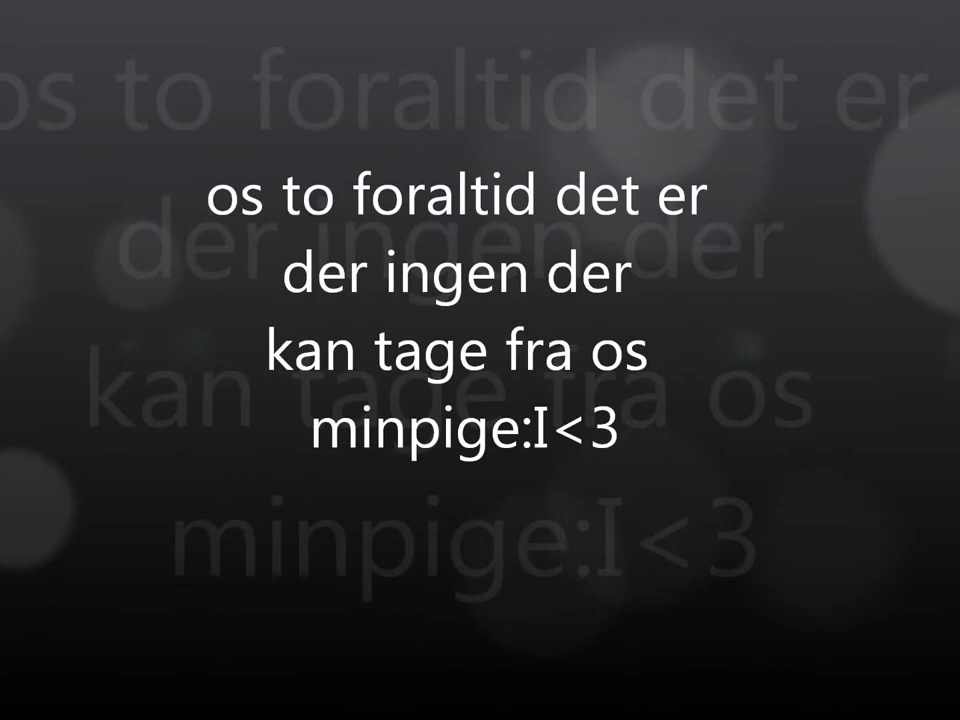 os to foraltid det er
der ingen der
kan tage fra os
minpige:I<3